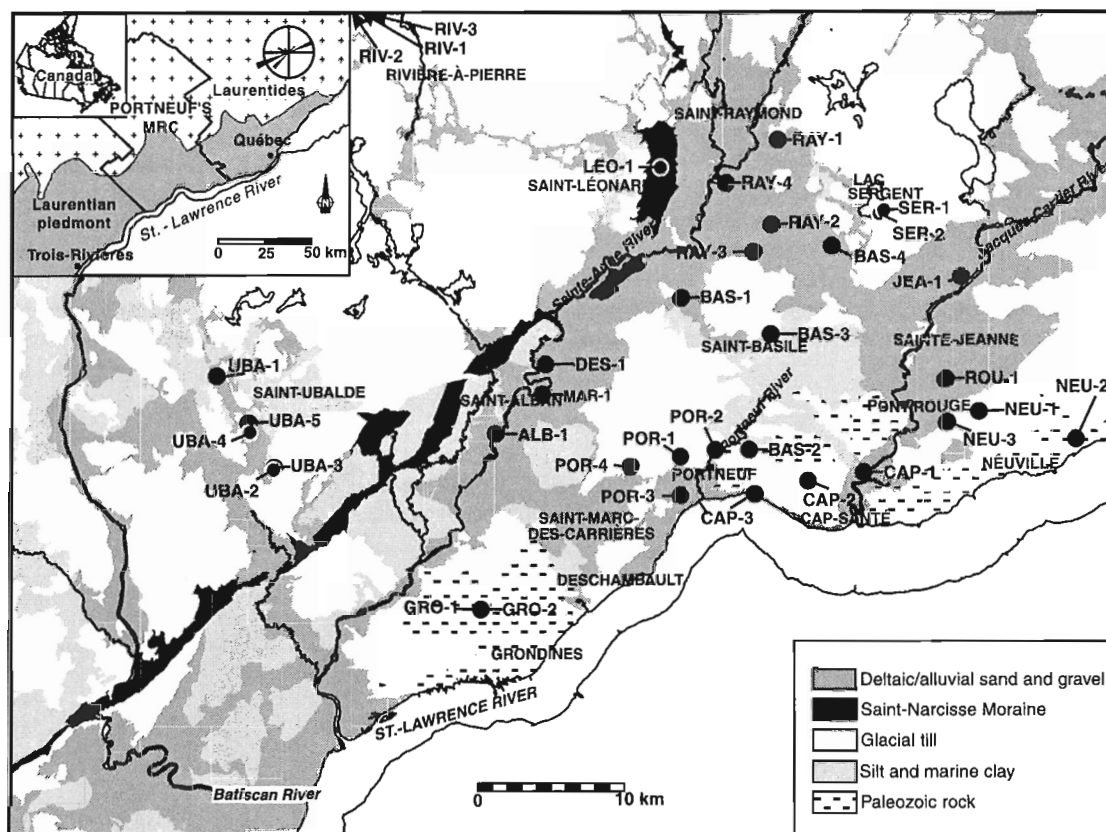 Canada
PORTNEUF'S
MRC
Laurentides
Québec
Laurentian
piedmont
St.- Lawrence River
Trois-Rivières
N
0 25 50 km
RIV-3
RIV-1
RIV-2
RIVIÈRE-À-PIERRE
SAINT-RAYMOND
RAY-1
LEO-1
SAINT-LÉONAR
RAY-4
LAC
SERGENT
SER-1
SER-2
RAY-2
RAY-3
BAS-4
Jacques Cartier River
Sainte-Anne River
JEA-1
BAS-1
BAS-3
SAINT-BASILE
SAINTE-JEANNE
DES-1
UBA-1
SAINT-UBALDE
SAINT-ALBAN
MAR-1
ROU-1
NEU-2
PONT-ROUGE
NEU-1
UBA-5
UBA-4
ALB-1
POR-2
Portneuf River
NEU-3
POR-1
BAS-2
UBA-3
UBA-2
POR-4
PORTNEUF
NEUVILLE
CAP-1
CAP-2
POR-3
CAP-3
CAP-SANTÉ
SAINT-MARC-
DES-CARRIÈRES
DESCHAMBAULT
GRO-1
GRO-2
GRONDINES
ST.-LAWRENCE RIVER
Batiscan River
0 10 km
Deltaic/alluvial sand and gravel
Saint-Narcisse Moraine
Glacial till
Silt and marine clay
Paleozoic rock